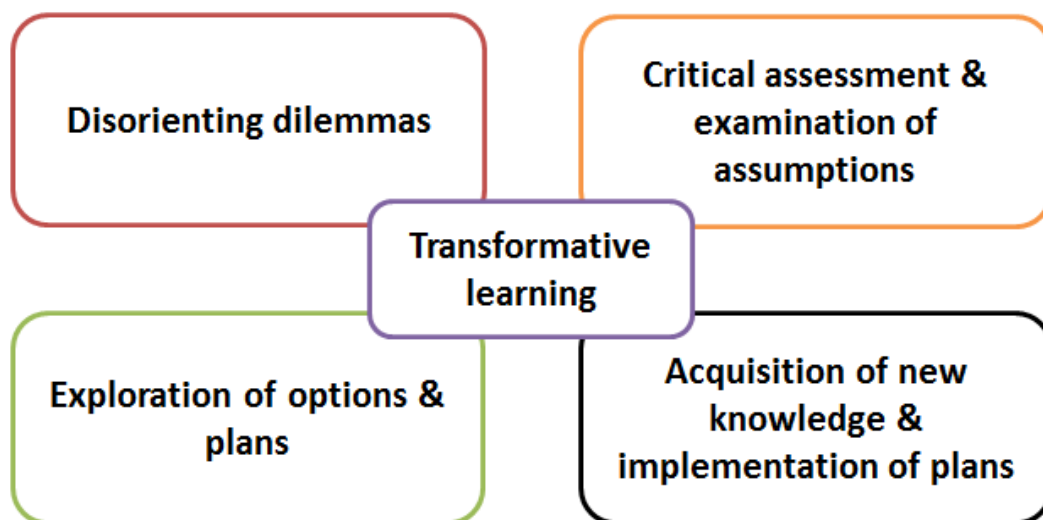 Disorienting dilemmas
Critical assessment &
examination of
assumptions
Transformative
learning
Exploration of options &
plans
Acquisition of new
knowledge &
implementation of plans